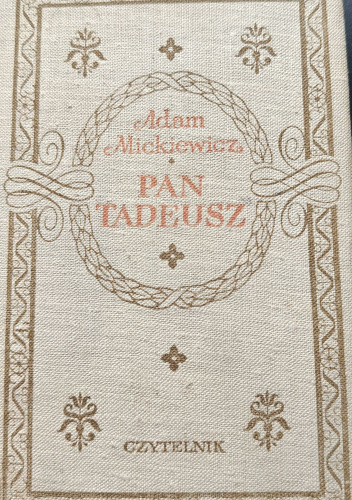 Adam
Mickiewicz
PAN
TADEUSZ
CZYTELNIK